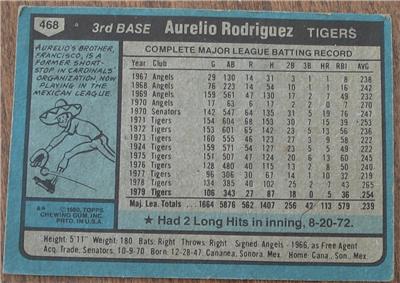 468 3rd BASE Aurelio Rodriguez TIGERS
AURELIO'S BROTHER,
FRANCISCO, IS A
FORMER SHORT-
STOP IN CARDINALS'
ORGANIZATION NOW
PLAYING IN THE
MEXICAN LEAGUE.
© 1980, TOPPS
CHEWING GUM, INC.
PRTD. IN U.S.A.
COMPLETE MAJOR LEAGUE BATTING RECORD
Year Club G AB R H 2B 3B HR RBI AVG
1967 Angels 29 130 14 31 3 1 1 8 .238
1968 Angels 76 223 14 54 10 1 1 16 .242
1969 Angels 159 561 47 130 17 2 7 49 .232
1970 Angels 17 63 6 17 2 2 0 7 .270
1970 Senators 142 547 64 135 31 5 19 76 .247
1971 Tigers 154 604 68 153 30 7 15 39 .253
1972 Tigers 153 601 65 142 23 5 13 56 .236
1973 Tigers 160 555 46 123 27 3 9 58 .222
1974 Tigers 159 571 54 127 23 5 5 49 .222
1975 Tigers 151 507 47 124 20 6 13 60 .245
1976 Tigers 128 480 40 115 13 2 8 50 .240
1977 Tigers 96 306 30 67 14 1 10 32 .219
1978 Tigers 134 385 40 102 25 2 7 43 .265
1979 Tigers 106 343 27 87 18 0 5 36 .254
Maj. Lea. Totals 1664 5876 562 1407 256 42 113 579 .239
★ Had 2 Long Hits in inning, 8-20-72.
Height: 5'11" Weight: 180 Bats: Right Throws: Right Signed: Angels - 1966, as Free Agent
Acq: Trade, Senators, 10-9-70 Born: 12-28-47, Cananea, Sonora, Mex. Home: Cananea, Sonora, Mex.